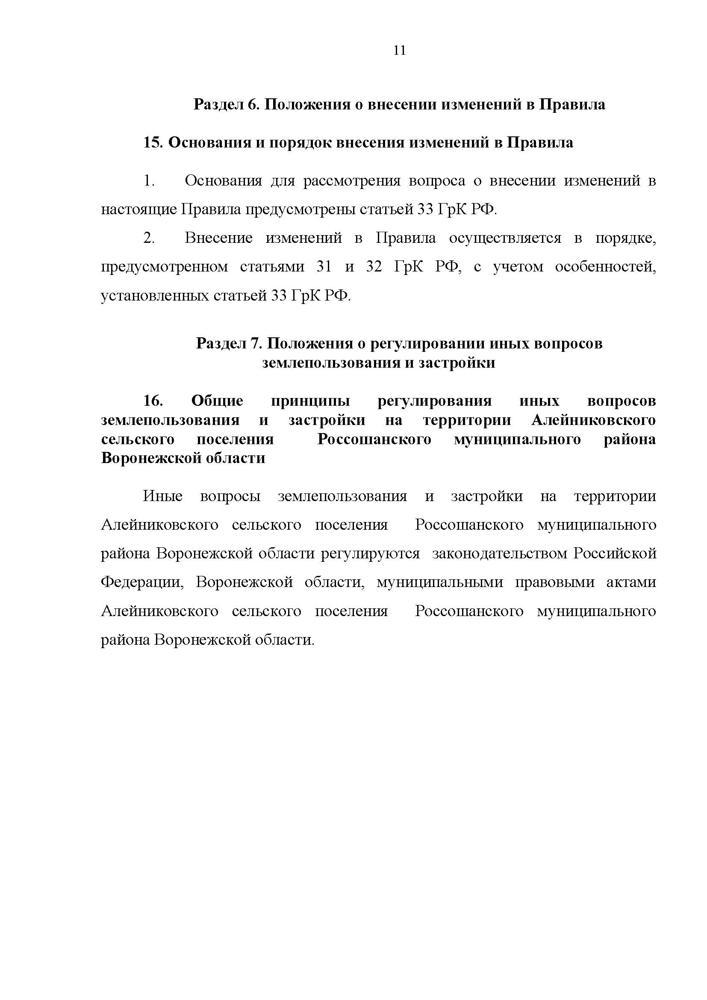 11
Раздел 6. Положения о внесении изменений в Правила
15. Основания и порядок внесения изменений в Правила
1. Основания для рассмотрения вопроса о внесении изменений в
настоящие Правила предусмотрены статьей 33 ГрК РФ.
2. Внесение изменений в Правила осуществляется в порядке,
предусмотренном статьями 31 и 32 ГрК РФ, с учетом особенностей,
установленных статьей 33 ГрК РФ.
Раздел 7. Положения о регулировании иных вопросов
землепользования и застройки
16. Общие принципы регулирования иных вопросов
землепользования и застройки на территории Алейниковского
сельского поселения Россошанского муниципального района
Воронежской области
Иные вопросы землепользования и застройки на территории
Алейниковского сельского поселения Россошанского муниципального
района Воронежской области регулируются законодательством Российской
Федерации, Воронежской области, муниципальными правовыми актами
Алейниковского сельского поселения Россошанского муниципального
района Воронежской области.